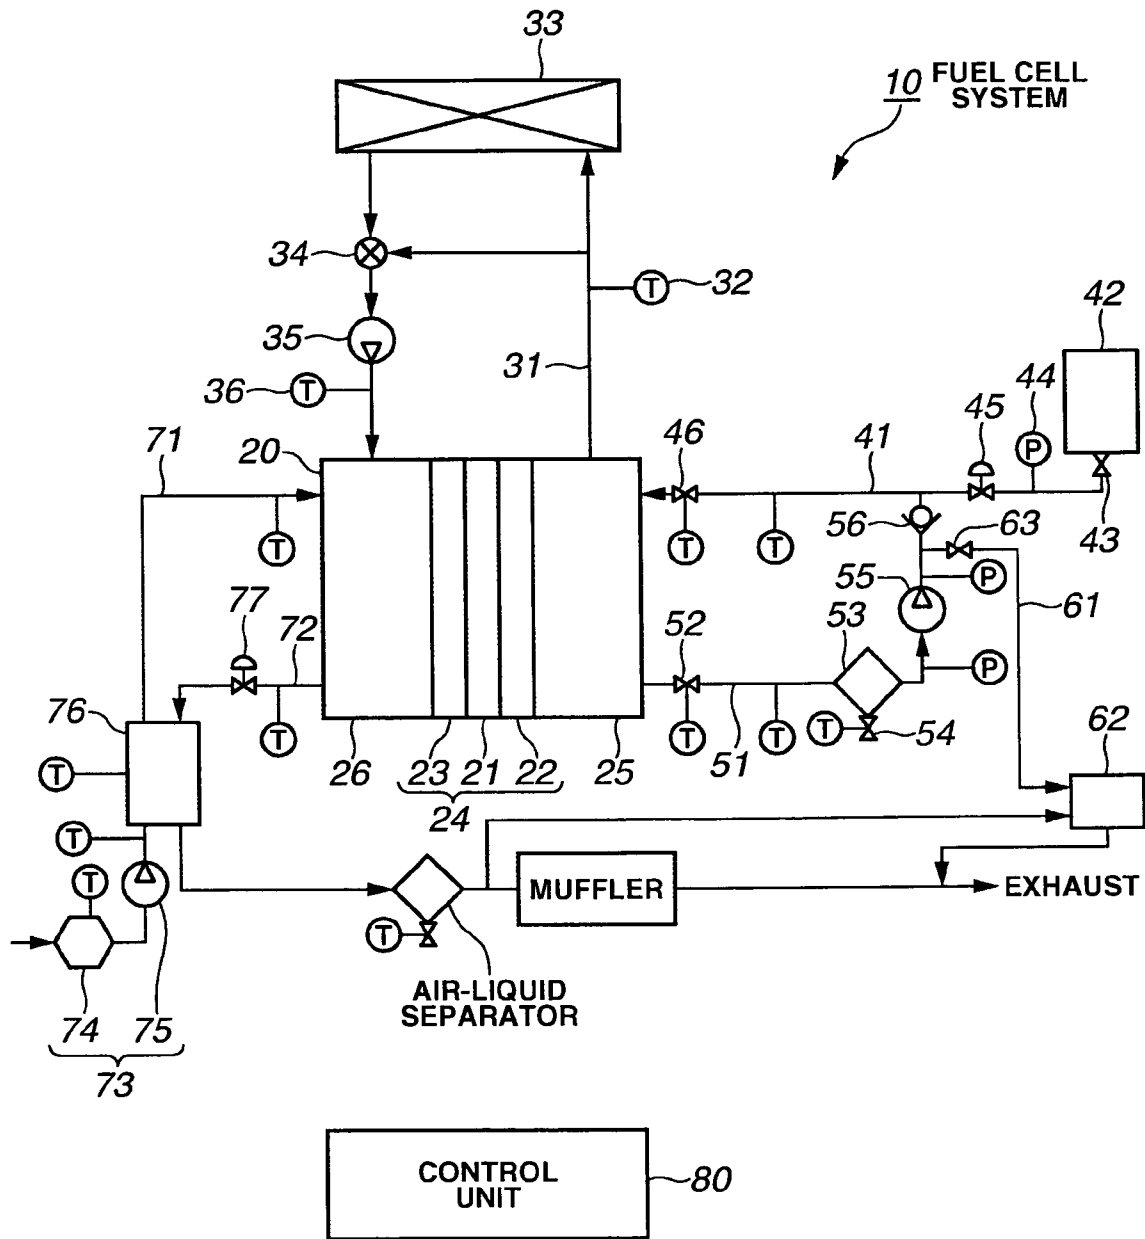 33
10 FUEL CELL
SYSTEM
34
T 32
35
42
36 T
31
44
45
71
20
46
41
P
T
56
63
43
T
T
55
P
77
72
52
53
61
P
76
T
T
T
T
54
62
T
26
23
21
22
25
51
24
T
T
MUFFLER
EXHAUST
T
AIR-LIQUID
SEPARATOR
74
75
73
CONTROL
UNIT
80